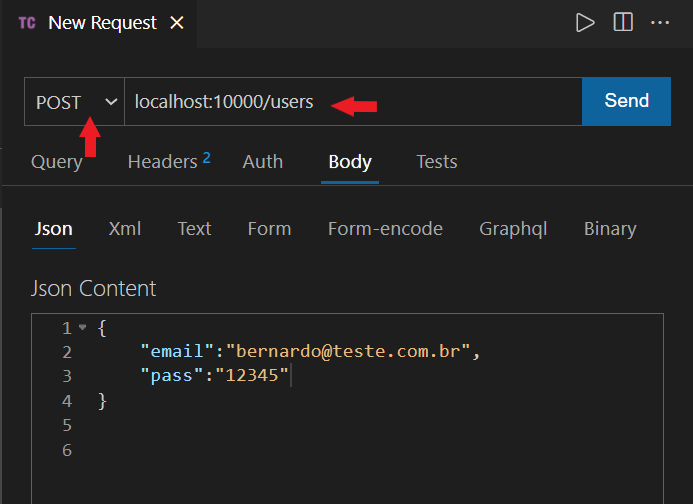 TC New Request
POST localhost:10000/users Send
Query Headers 2 Auth Body Tests
Json Xml Text Form Form-encode Graphql Binary
Json Content
1 {
2 "email":"bernardo@teste.com.br",
3 "pass":"12345"
4 }
5
6